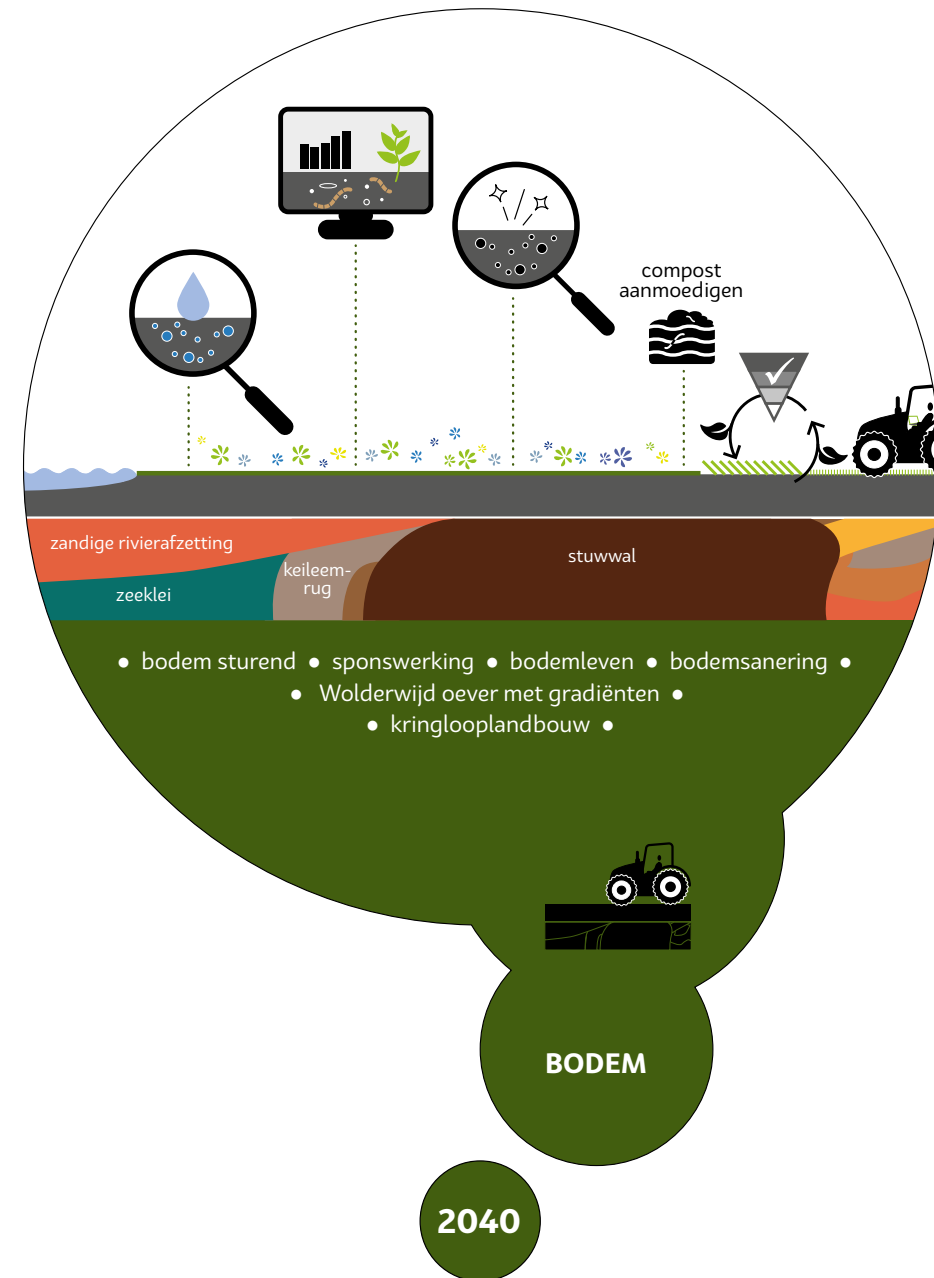 compost
aanmoedigen
zandige rivierafzetting
zeeklei
keileem-
rug
stuwwal
• bodem sturend • sponswerking • bodemleven • bodemsanering •
• Wolderwijd oever met gradiënten •
• kringlooplandbouw •
BODEM
2040